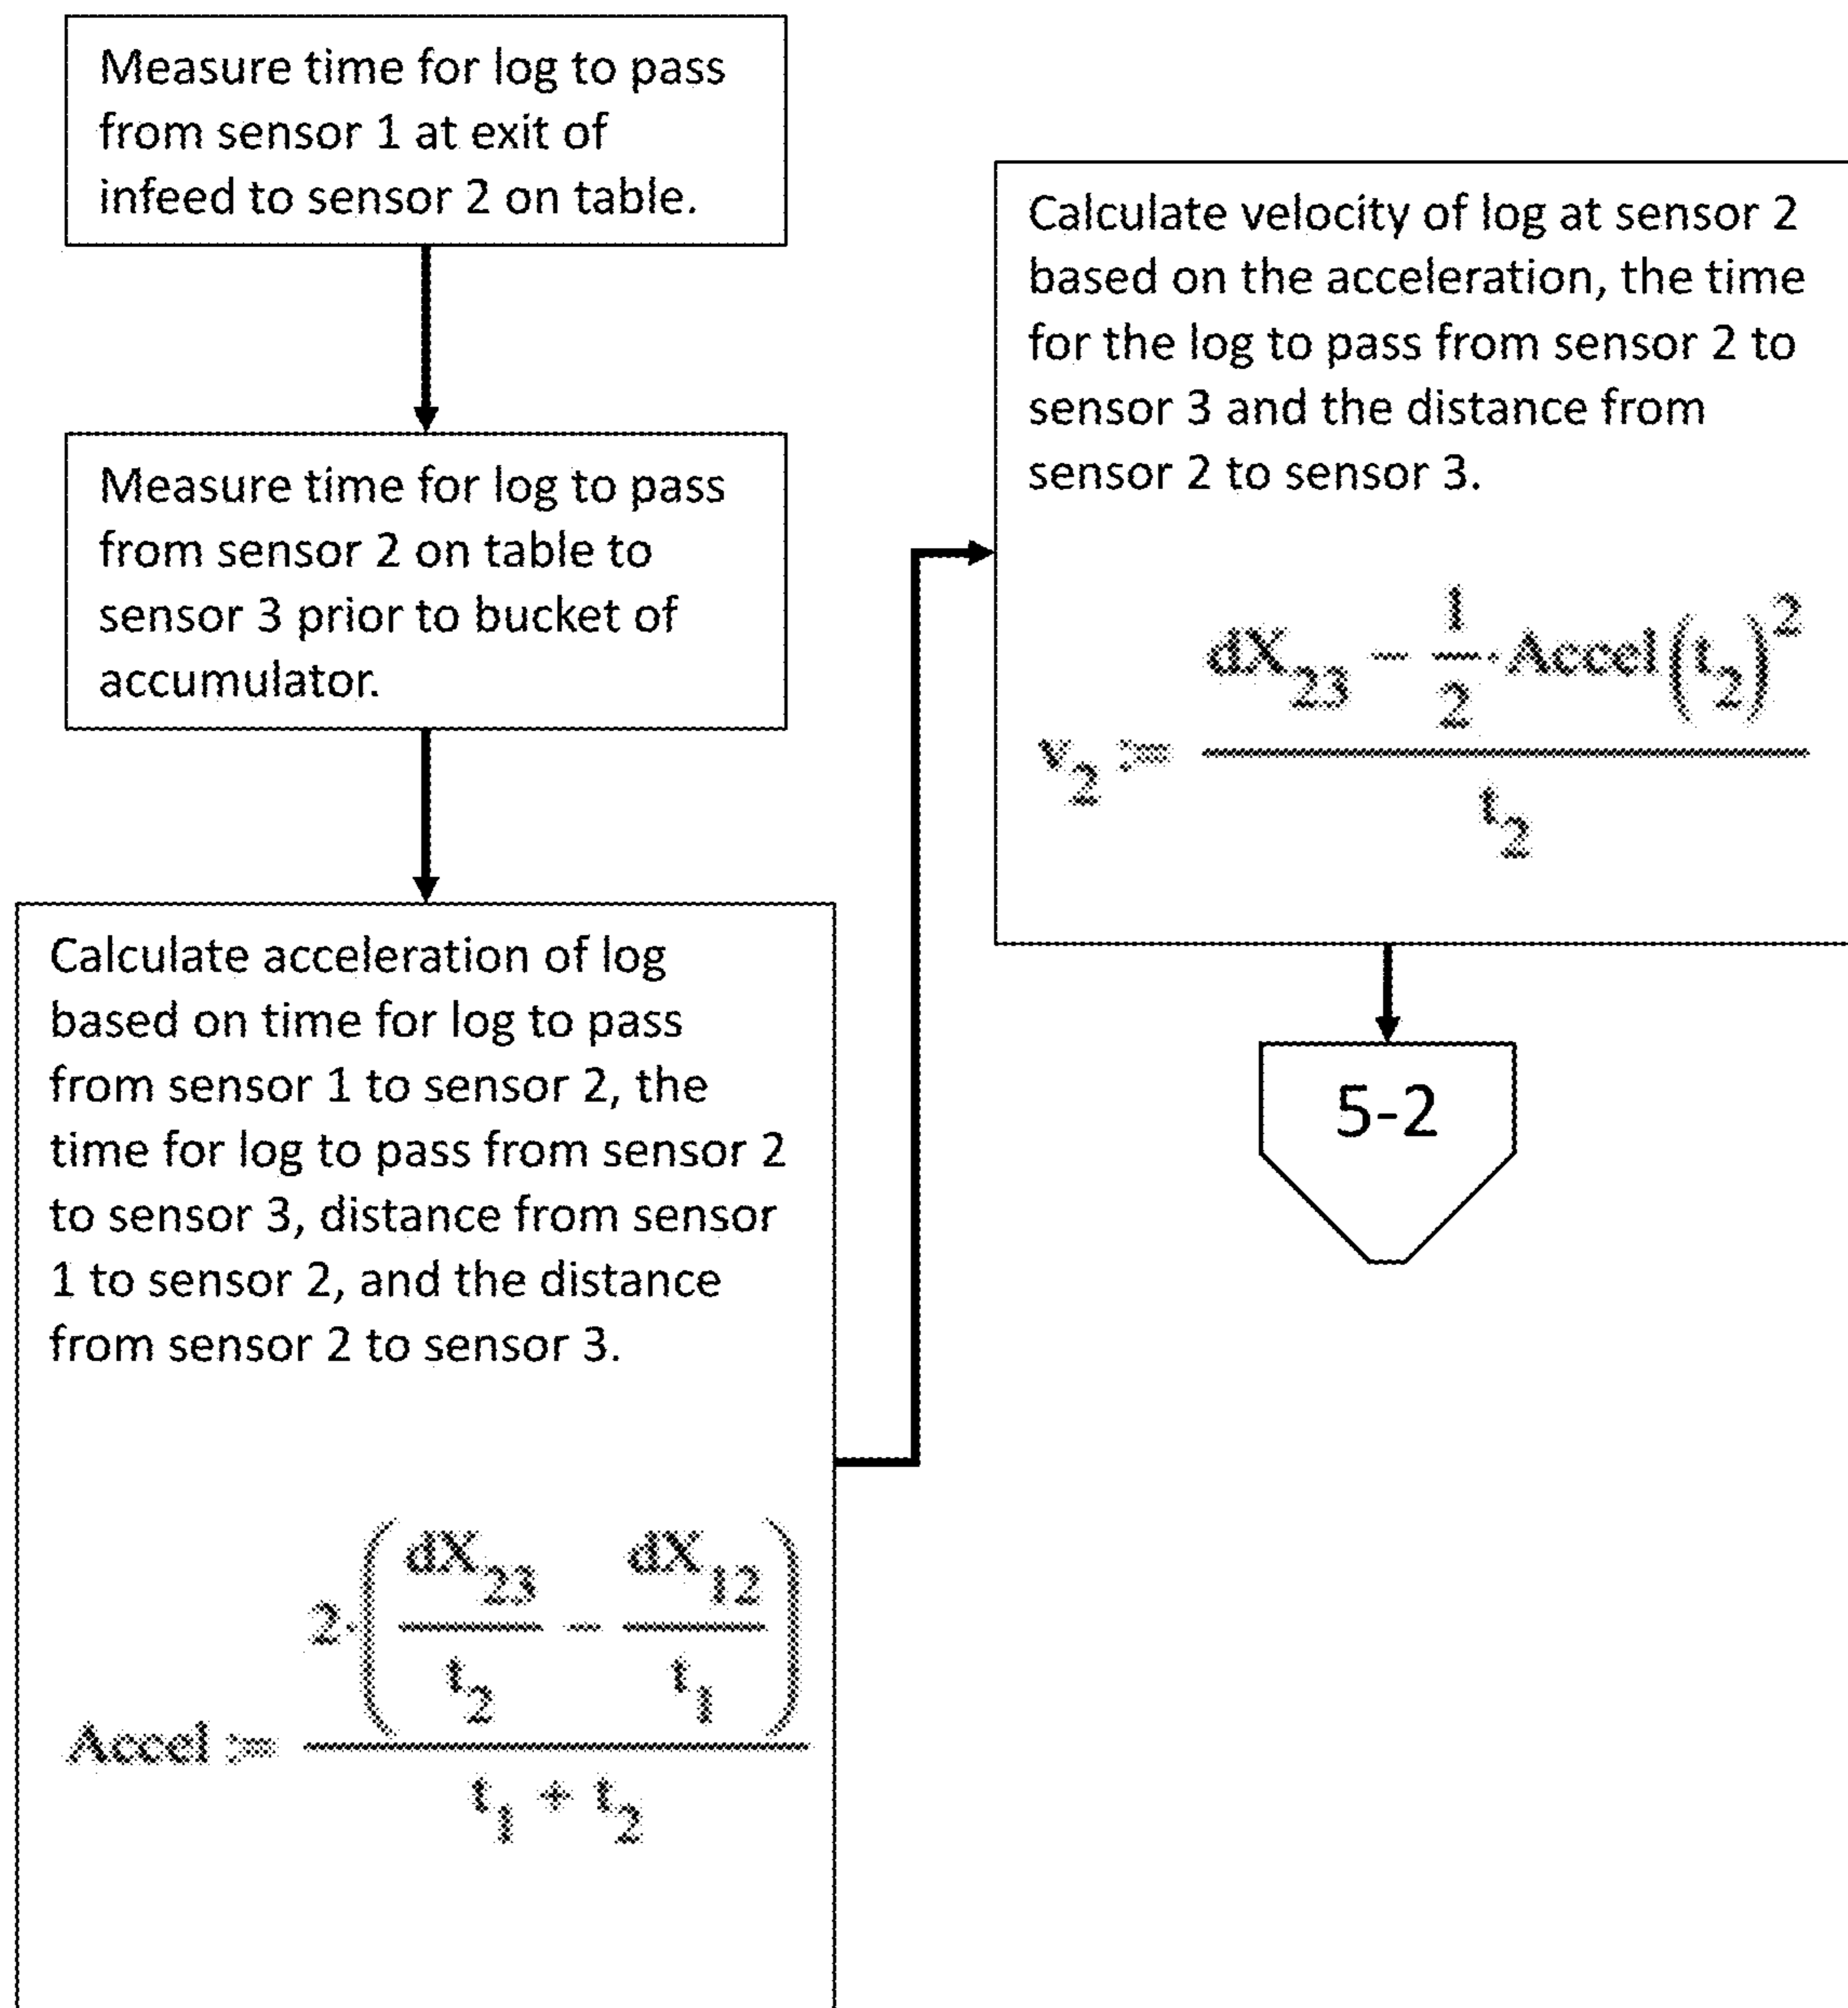 Measure time for log to pass
from sensor 1 at exit of
infeed to sensor 2 on table.
Measure time for log to pass
from sensor 2 on table to
sensor 3 prior to bucket of
accumulator.
Calculate acceleration of log
based on time for log to pass
from sensor 1 to sensor 2, the
time for log to pass from sensor 2
to sensor 3, distance from sensor
1 to sensor 2, and the distance
from sensor 2 to sensor 3.
Accel := 2·(dX₂₃/t₂ − dX₁₂/t₁)/(t₁ + t₂)
Calculate velocity of log at sensor 2
based on the acceleration, the time
for the log to pass from sensor 2 to
sensor 3 and the distance from
sensor 2 to sensor 3.
v₂ := (dX₂₃ − 1/2·Accel(t₂)²)/t₂
5-2